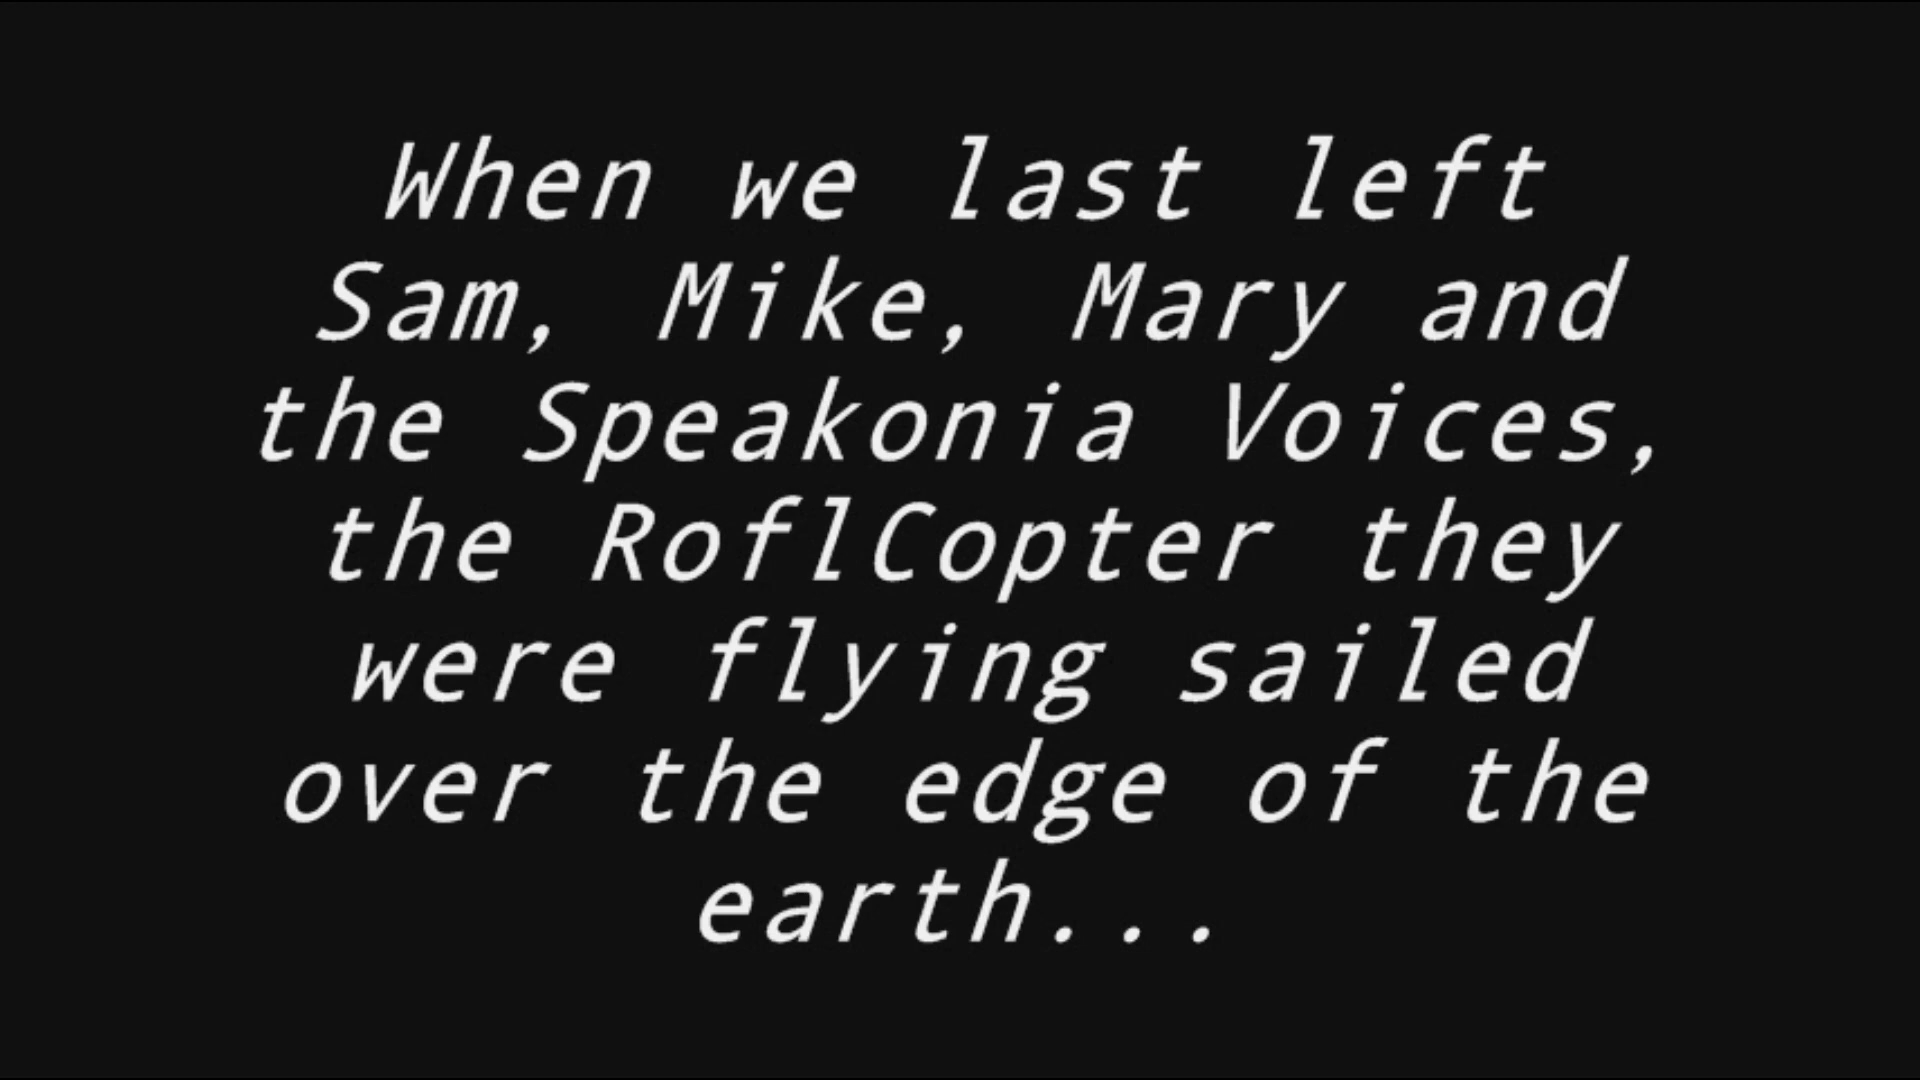 When we last left
Sam, Mike, Mary and
the Speakonia Voices,
the RoflCopter they
were flying sailed
over the edge of the
earth...